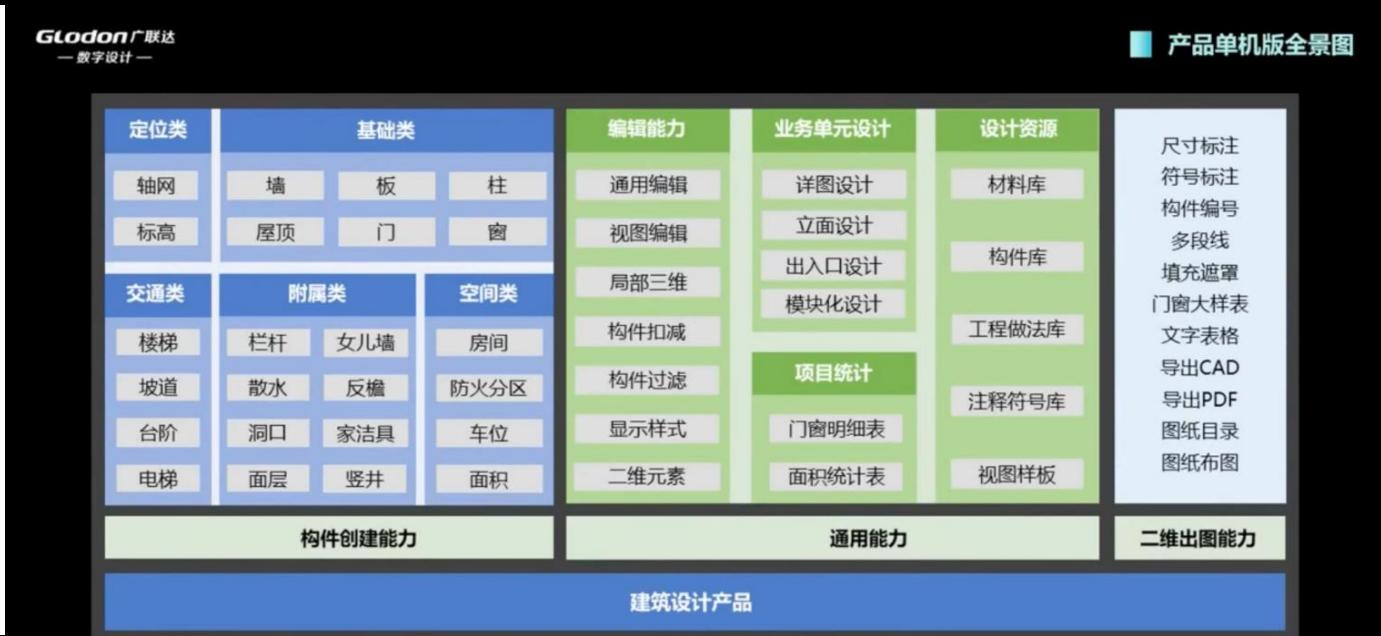 GLodon广联达
— 数字设计 —
产品单机版全景图
定位类
轴网
标高
基础类
墙 板 柱
屋顶 门 窗
交通类
楼梯
坡道
台阶
电梯
附属类
栏杆 女儿墙
散水 反檐
洞口 家洁具
面层 竖井
空间类
房间
防火分区
车位
面积
构件创建能力
编辑能力
通用编辑
视图编辑
局部三维
构件扣减
构件过滤
显示样式
二维元素
业务单元设计
详图设计
立面设计
出入口设计
模块化设计
项目统计
门窗明细表
面积统计表
设计资源
材料库
构件库
工程做法库
注释符号库
视图样板
通用能力
尺寸标注
符号标注
构件编号
多段线
填充遮罩
门窗大样表
文字表格
导出CAD
导出PDF
图纸目录
图纸布图
二维出图能力
建筑设计产品